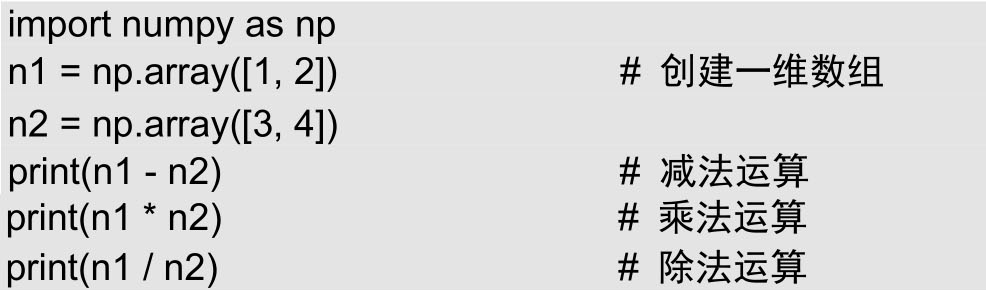 import numpy as np
n1 = np.array([1, 2]) # 创建一维数组
n2 = np.array([3, 4])
print(n1 - n2) # 减法运算
print(n1 * n2) # 乘法运算
print(n1 / n2) # 除法运算